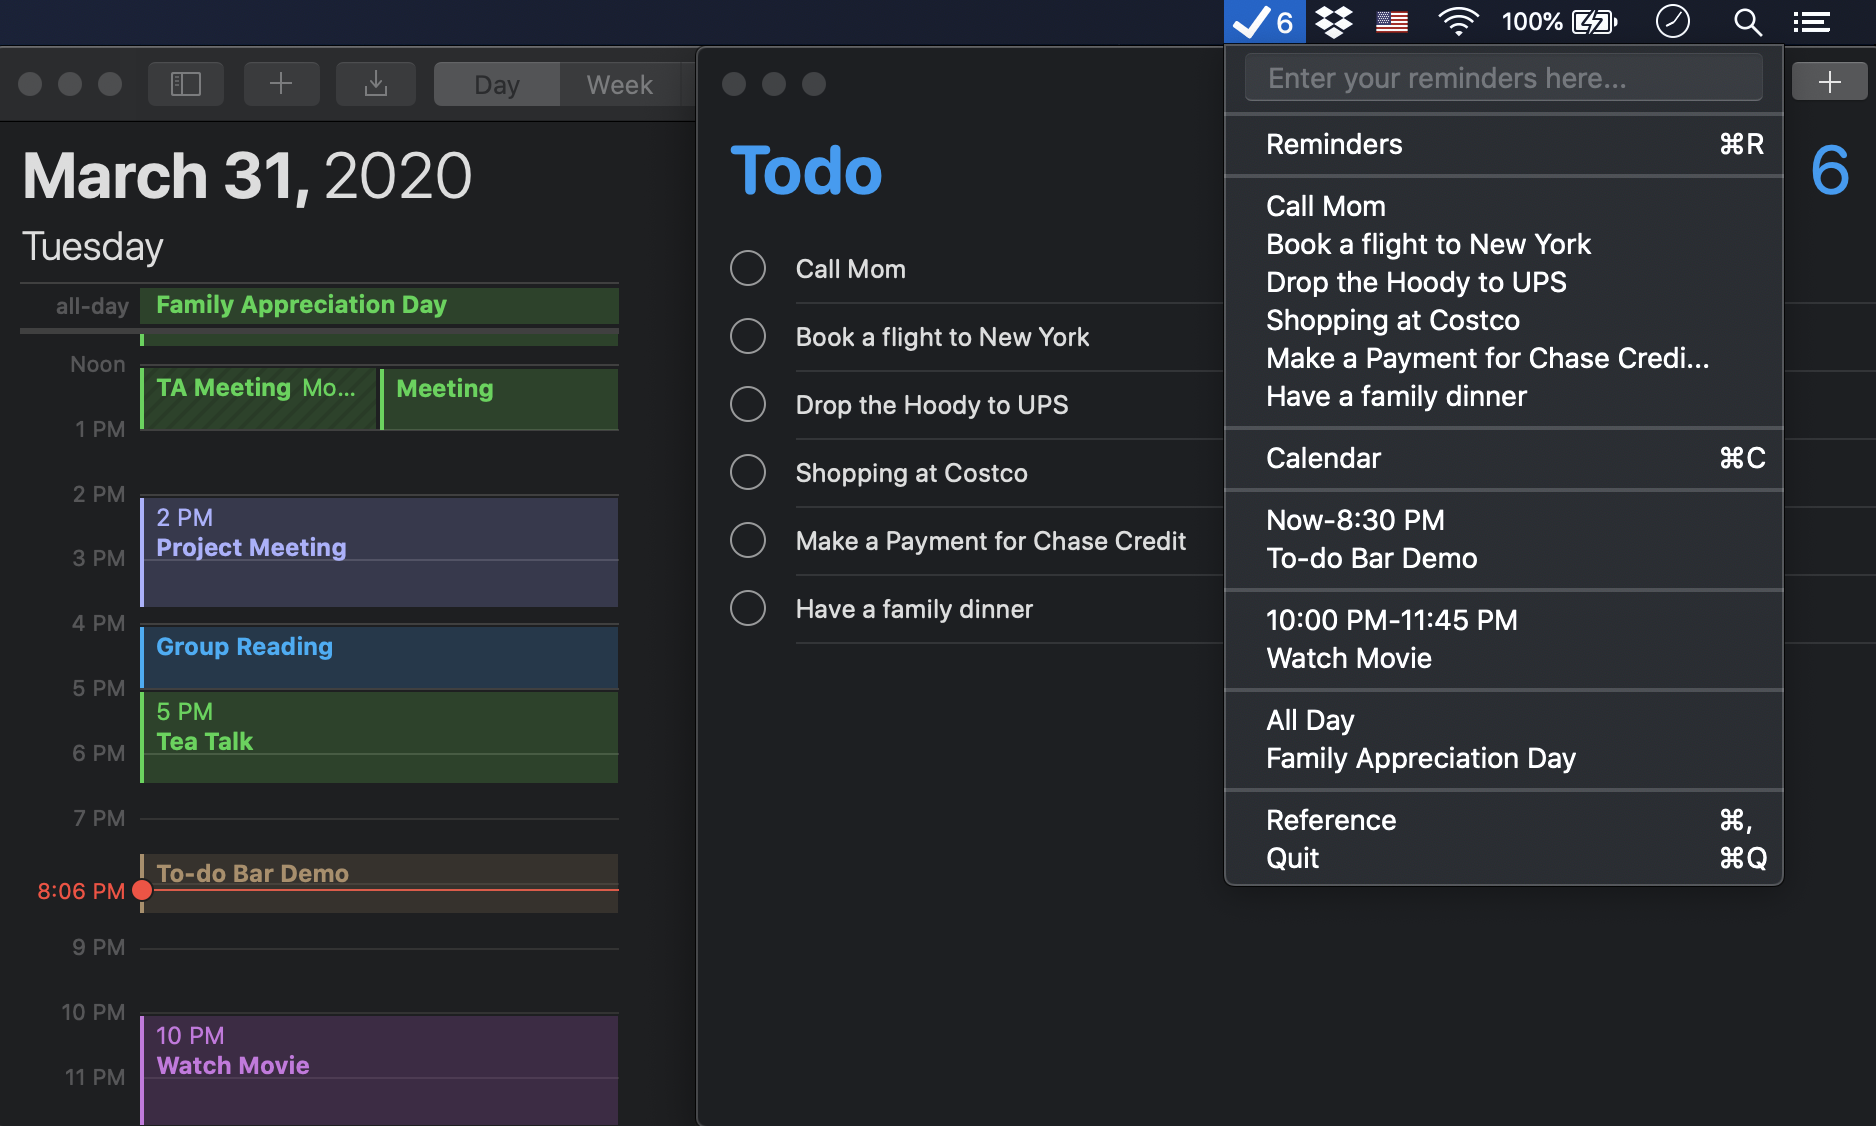 6
100%
Day
Week
March 31, 2020
Tuesday
all-day
Family Appreciation Day
Noon
TA Meeting Mo...
Meeting
1 PM
2 PM
2 PM
Project Meeting
3 PM
4 PM
Group Reading
5 PM
5 PM
Tea Talk
6 PM
7 PM
To-do Bar Demo
8:06 PM
9 PM
10 PM
10 PM
Watch Movie
11 PM
Todo
6
Call Mom
Book a flight to New York
Drop the Hoody to UPS
Shopping at Costco
Make a Payment for Chase Credit
Have a family dinner
Enter your reminders here...
Reminders ⌘R
Call Mom
Book a flight to New York
Drop the Hoody to UPS
Shopping at Costco
Make a Payment for Chase Credi...
Have a family dinner
Calendar ⌘C
Now-8:30 PM
To-do Bar Demo
10:00 PM-11:45 PM
Watch Movie
All Day
Family Appreciation Day
Reference ⌘,
Quit ⌘Q